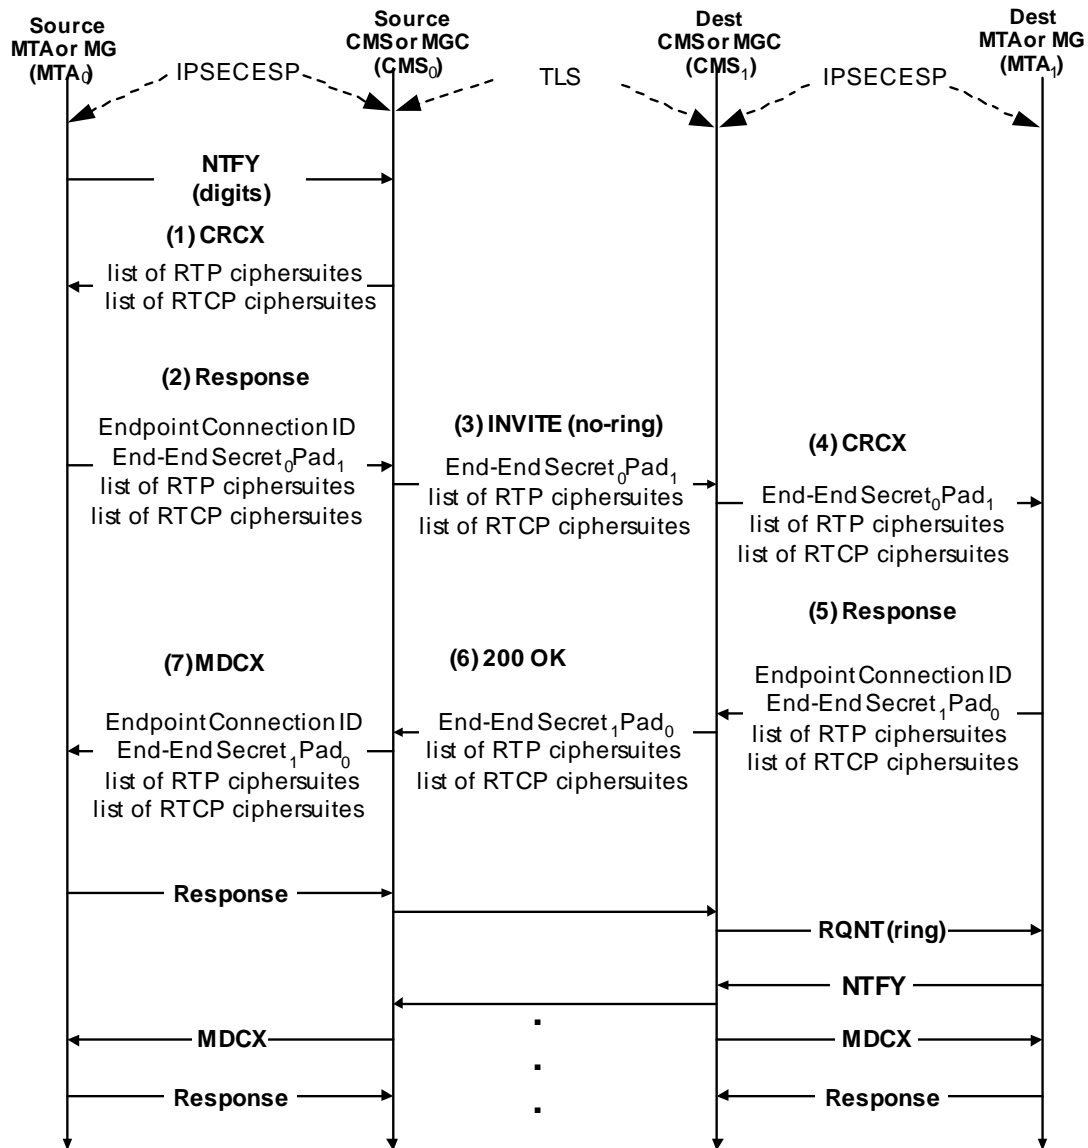 Source
MTA or MG
(MTA0)
Source
CMS or MGC
(CMS0)
Dest
CMS or MGC
(CMS1)
Dest
MTA or MG
(MTA1)
IPSECESP
TLS
IPSECESP
NTFY
(digits)
(1) CRCX
list of RTP ciphersuites
list of RTCP ciphersuites
(2) Response
Endpoint Connection ID
End-End Secret0Pad1
list of RTP ciphersuites
list of RTCP ciphersuites
(3) INVITE (no-ring)
End-End Secret0Pad1
list of RTP ciphersuites
list of RTCP ciphersuites
(4) CRCX
End-End Secret0Pad1
list of RTP ciphersuites
list of RTCP ciphersuites
(5) Response
Endpoint Connection ID
End-End Secret1Pad0
list of RTP ciphersuites
list of RTCP ciphersuites
(6) 200 OK
End-End Secret1Pad0
list of RTP ciphersuites
list of RTCP ciphersuites
(7) MDCX
Endpoint Connection ID
End-End Secret1Pad0
list of RTP ciphersuites
list of RTCP ciphersuites
Response
RQNT (ring)
NTFY
MDCX
MDCX
Response
Response